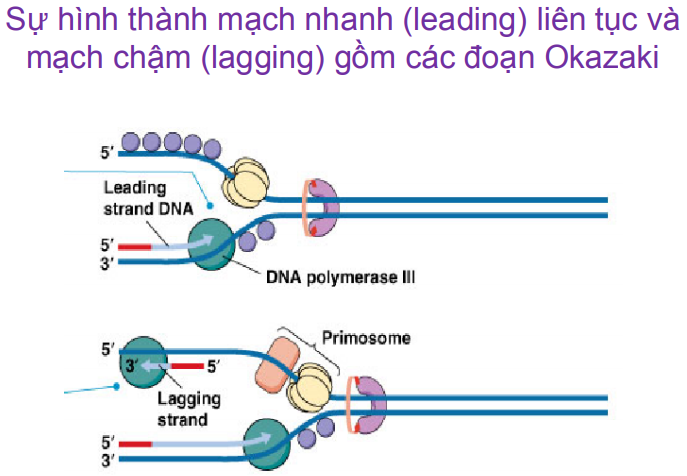 Sự hình thành mạch nhanh (leading) liên tục và
mạch chậm (lagging) gồm các đoạn Okazaki
5′
Leading
strand DNA
5′
3′
DNA polymerase III
Primosome
5′
3′
5′
Lagging
strand
5′
3′